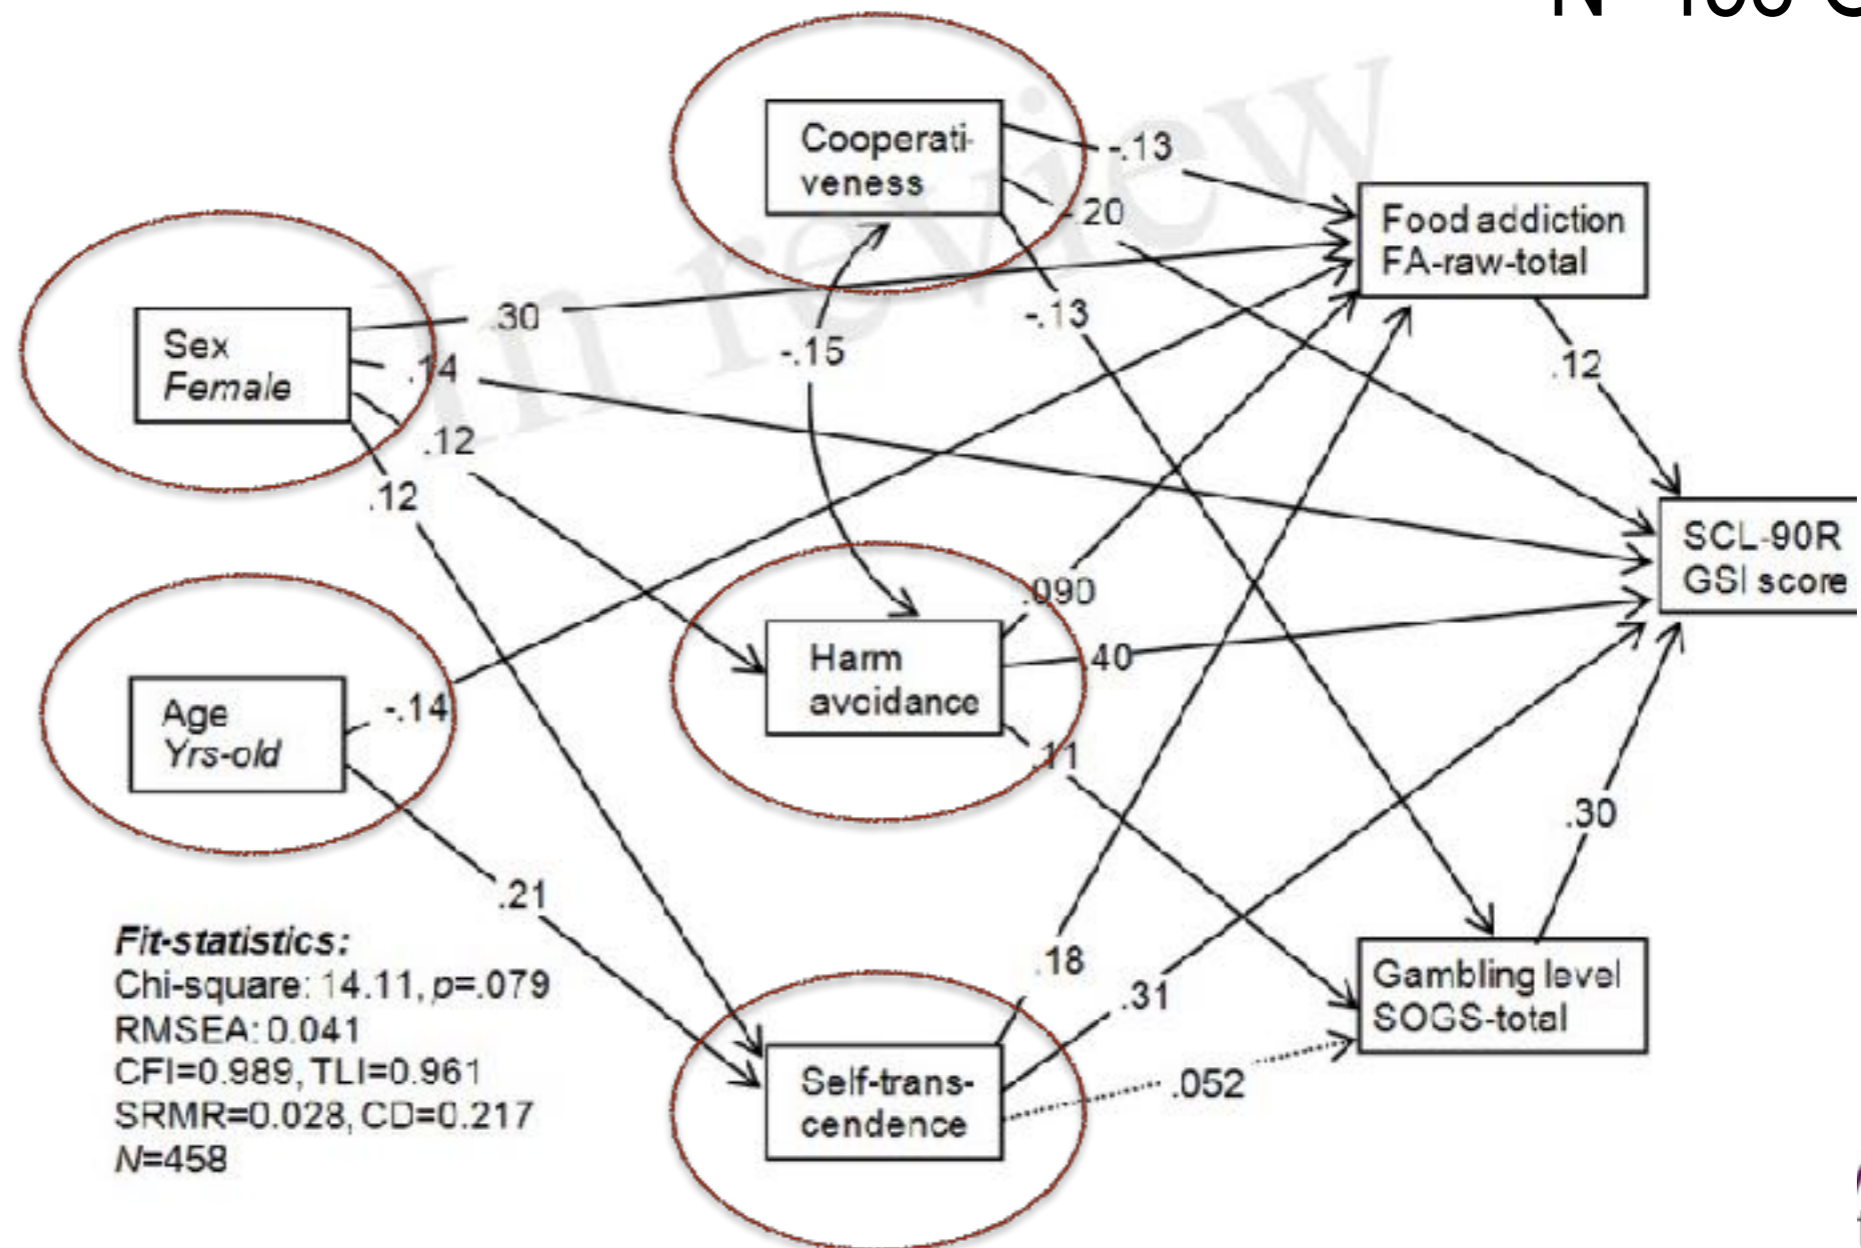 Cooperati-
veness
-.13
-.20
Food addiction
FA-raw-total
In review
Sex
Female
.30
.14
.12
.12
-.15
-.13
.12
SCL-90R
GSI score
Age
Yrs-old
-.14
Harm
avoidance
.090
.40
.11
.21
.30
Fit-statistics:
Chi-square: 14.11, p=.079
RMSEA: 0.041
CFI=0.989, TLI=0.961
SRMR=0.028, CD=0.217
N=458
Self-trans-
cendence
.18
.31
.052
Gambling level
SOGS-total